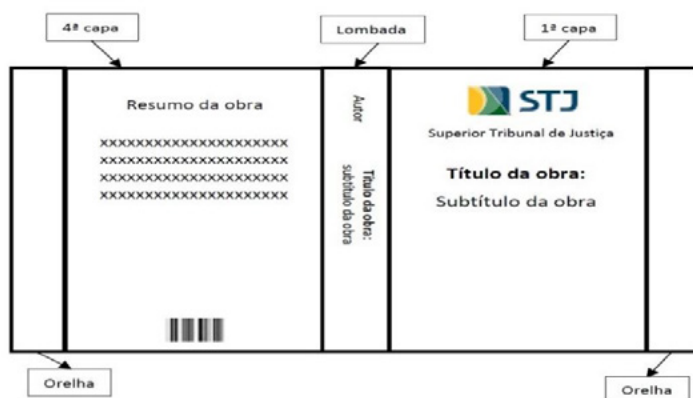 4ª capa
Lombada
1ª capa
Resumo da obra
XXXXXXXXXXXXXXXXXXXXXX
XXXXXXXXXXXXXXXXXXXXXX
XXXXXXXXXXXXXXXXXXXXXX
XXXXXXXXXXXXXXXXXXXXXX
Autor
Título da obra:
subtítulo da obra
STJ
Superior Tribunal de Justiça
Título da obra:
Subtítulo da obra
Orelha
Orelha